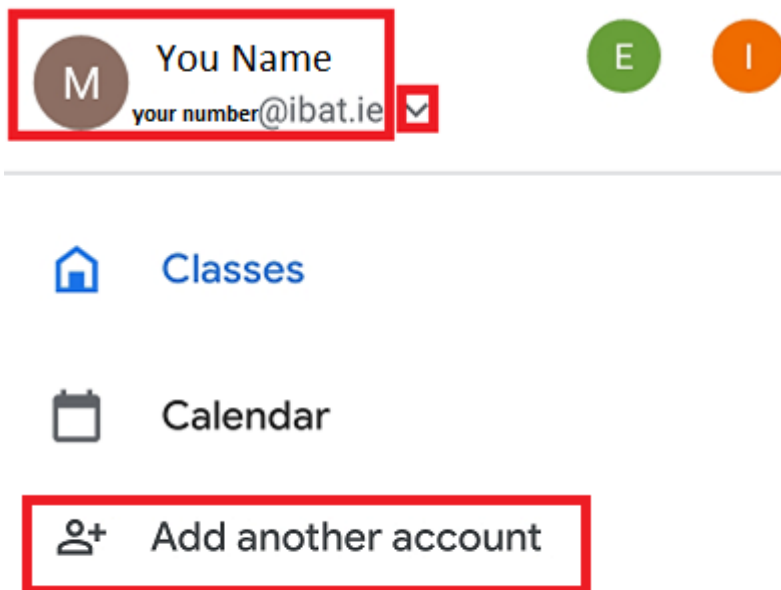 M You Name E I
your number@ibat.ie
Classes
Calendar
Add another account